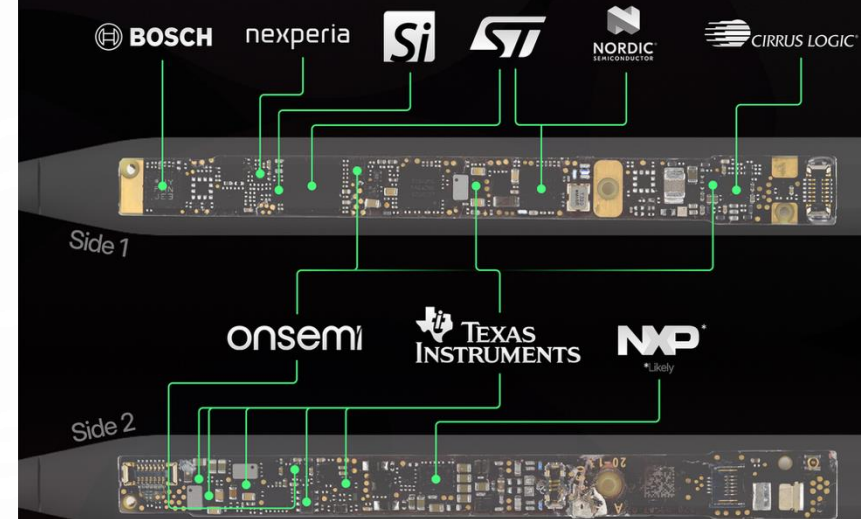 BOSCH
nexperia
Si
ST
NORDIC
SEMICONDUCTOR
CIRRUS LOGIC
Side 1
onsemi
TEXAS
INSTRUMENTS
NXP*
*Likely
Side 2